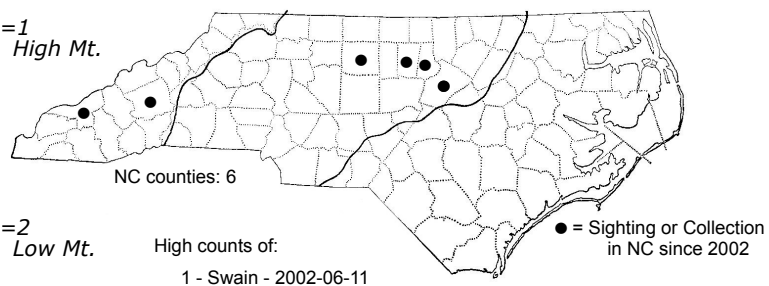 =1
High Mt.
NC counties: 6
=2
Low Mt.
High counts of:
1 - Swain - 2002-06-11
● = Sighting or Collection
in NC since 2002